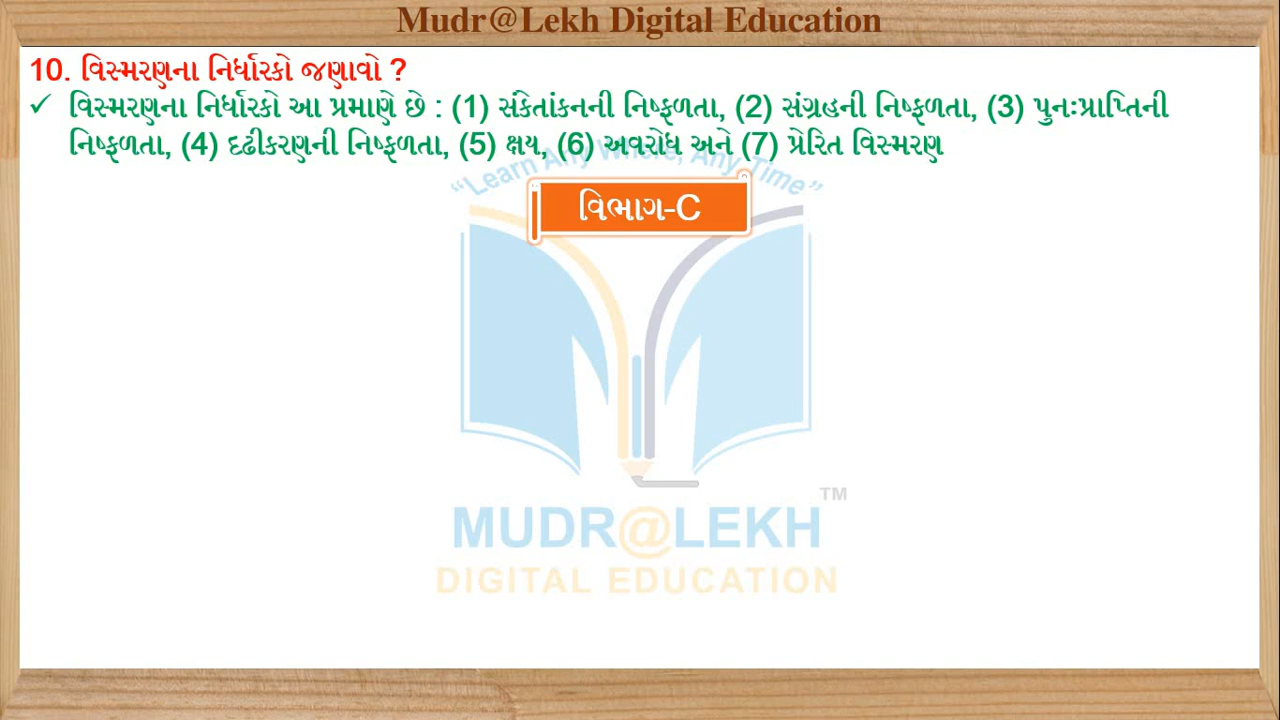 Mudr@Lekh Digital Education
10. વિસ્મરણના નિર્ધારકો જણાવો ?
✓ વિસ્મરણના નિર્ધારકો આ પ્રમાણે છે : (1) સંકેતાંકનની નિષ્ફળતા, (2) સંગ્રહની નિષ્ફળતા, (3) પુનઃપ્રાપ્તિની
નિષ્ફળતા, (4) દઢીકરણની નિષ્ફળતા, (5) ક્ષય, (6) અવરોધ અને (7) પ્રેરિત વિસ્મરણ
“Learn Any Where, Any Time”
વિભાગ-C
TM
MUDR@LEKH
DIGITAL EDUCATION